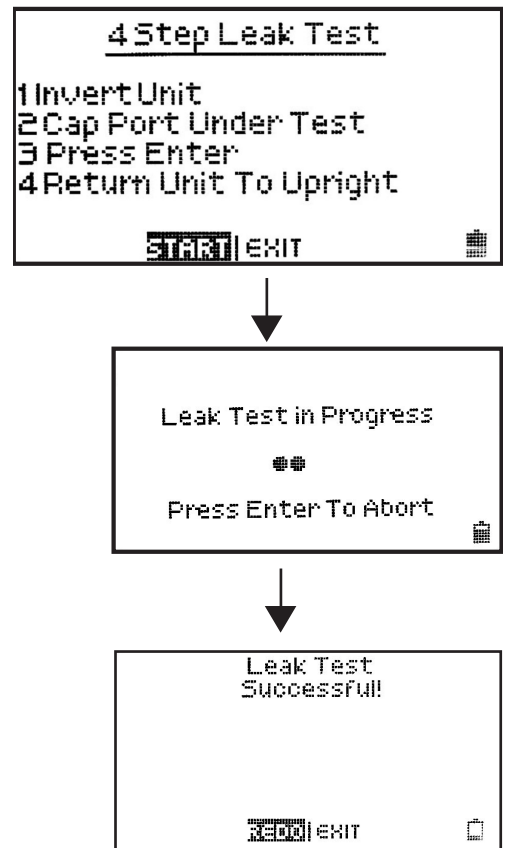 4 Step Leak Test
1 Invert Unit
2 Cap Port Under Test
3 Press Enter
4 Return Unit To Upright
START | EXIT
Leak Test in Progress
Press Enter To Abort
Leak Test
Successful!
REDO | EXIT